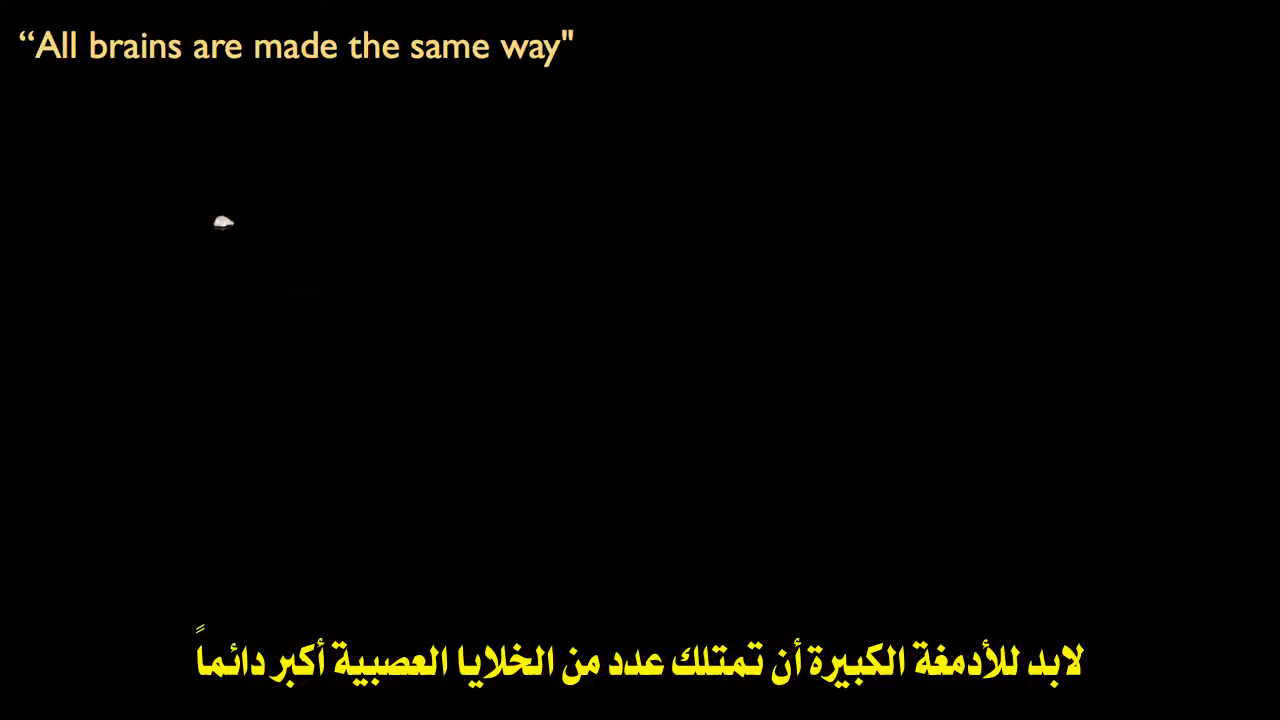 “All brains are made the same way"
لابد للأدمغة الكبيرة أن تمتلك عدد من الخلايا العصبية أكبر دائماً